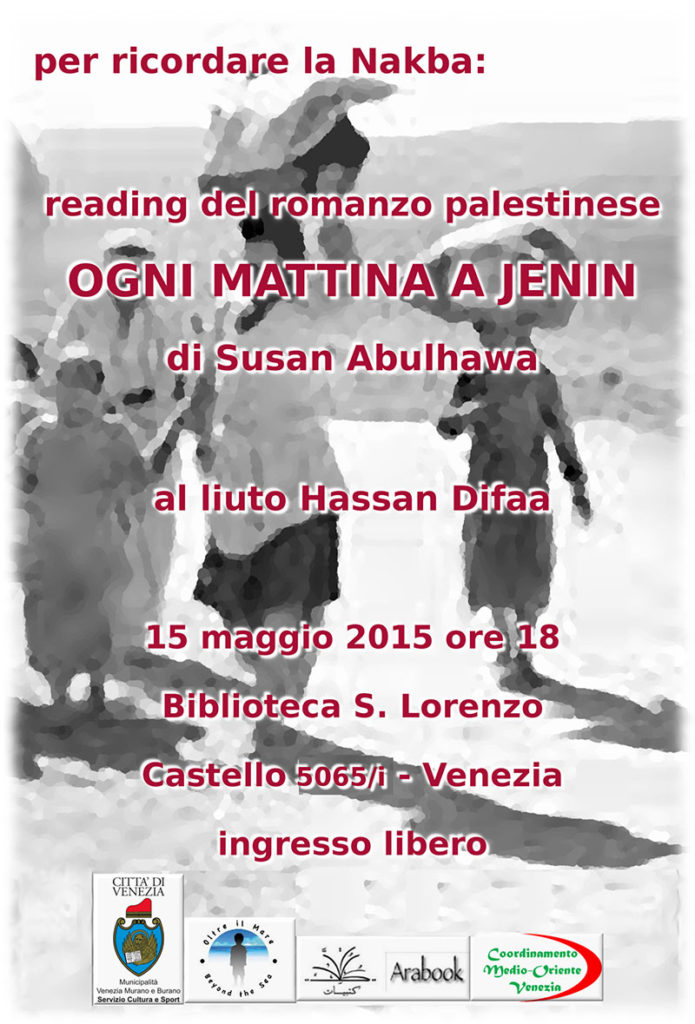 per ricordare la Nakba:
reading del romanzo palestinese
OGNI MATTINA A JENIN
di Susan Abulhawa
al liuto Hassan Difaa
15 maggio 2015 ore 18
Biblioteca S. Lorenzo
Castello 5065/i - Venezia
ingresso libero
CITTA' DI
VENEZIA
Municipalità
Venezia Murano e Burano
Servizio Cultura e Sport
Oltre il Mare
Beyond the Sea
كتيبات
Arabook
Coordinamento
Medio-Oriente
Venezia